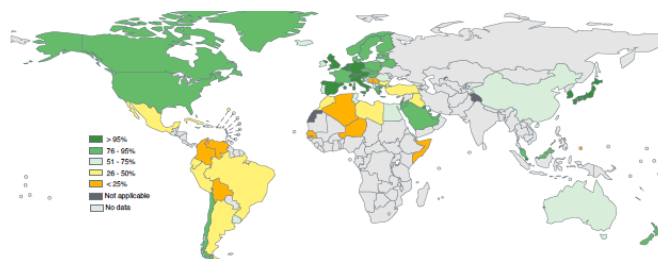 > 95%
76 - 95%
51 - 75%
26 - 50%
<25%
Not applicable
No data